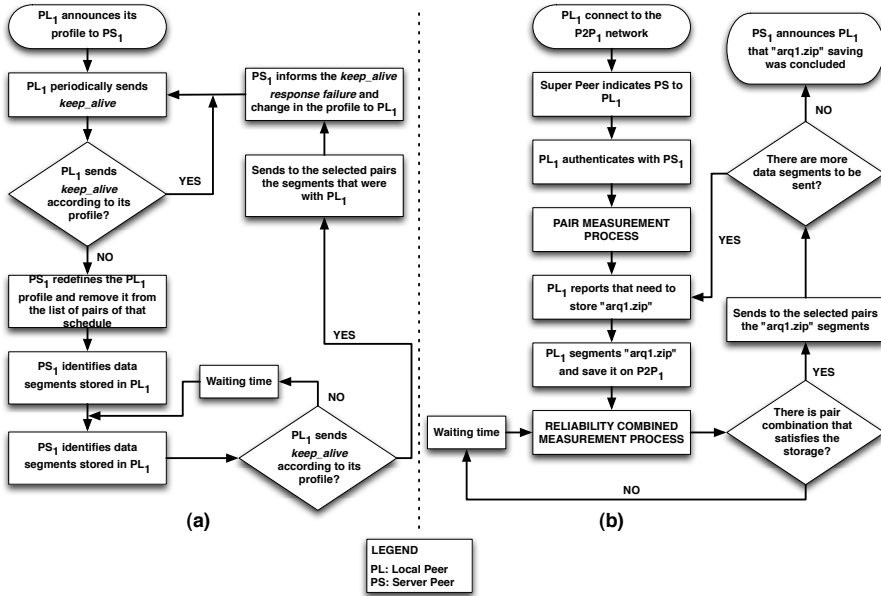 PL1 announces its
profile to PS1
PL1 periodically sends
keep_alive
PL1 sends
keep_alive
according to its
profile?
YES
NO
PS1 informs the keep_alive
response failure and
change in the profile to PL1
Sends to the selected pairs
the segments that were
with PL1
PS1 redefines the PL1
profile and remove it from
the list of pairs of that
schedule
PS1 identifies data
segments stored in PL1
Waiting time
NO
YES
PS1 identifies data
segments stored in PL1
PL1 sends
keep_alive
according to its
profile?
(a)
PL1 connect to the
P2P1 network
Super Peer indicates PS to
PL1
PL1 authenticates with PS1
PAIR MEASUREMENT
PROCESS
PL1 reports that need to
store "arq1.zip"
PL1 segments "arq1.zip"
and save it on P2P1
Waiting time
RELIABILITY COMBINED
MEASUREMENT PROCESS
There is pair
combination that
satisfies the
storage?
NO
YES
Sends to the selected pairs
the "arq1.zip" segments
There are more
data segments to be
sent?
YES
NO
PS1 announces PL1
that "arq1.zip" saving
was concluded
(b)
LEGEND
PL: Local Peer
PS: Server Peer